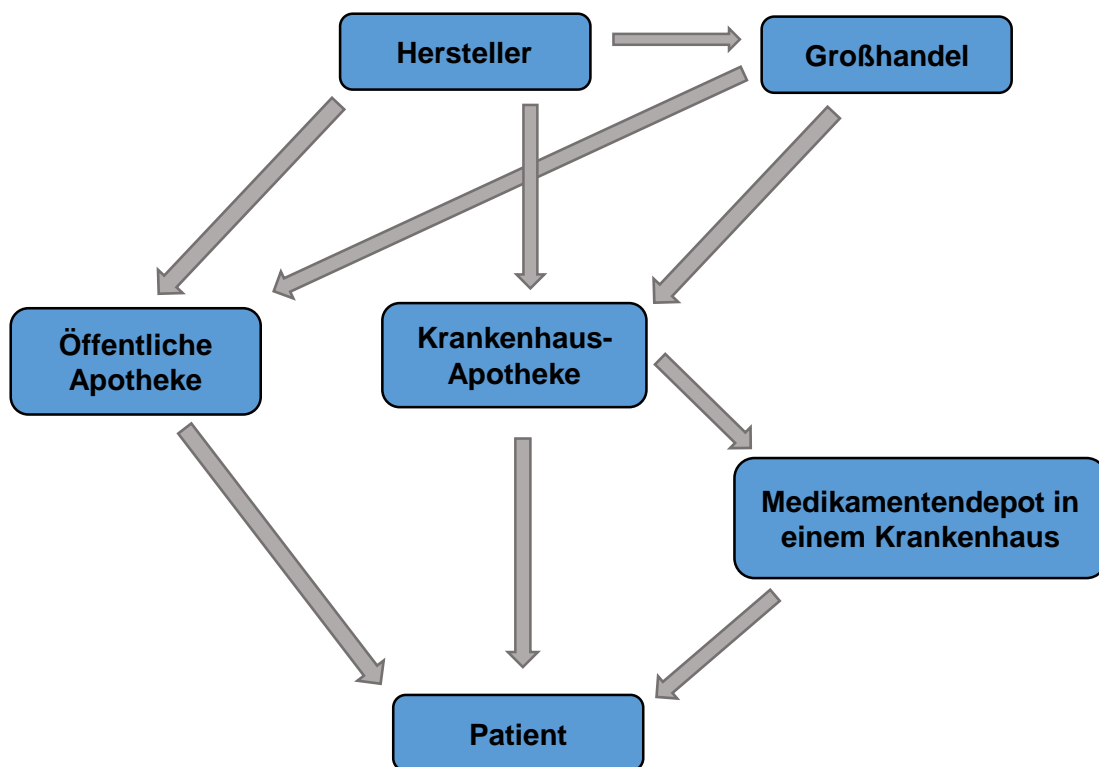 Hersteller
Großhandel
Öffentliche
Apotheke
Krankenhaus-
Apotheke
Medikamentendepot in
einem Krankenhaus
Patient